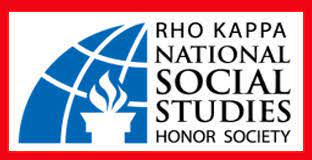 RHO KAPPA
NATIONAL
SOCIAL
STUDIES
HONOR SOCIETY